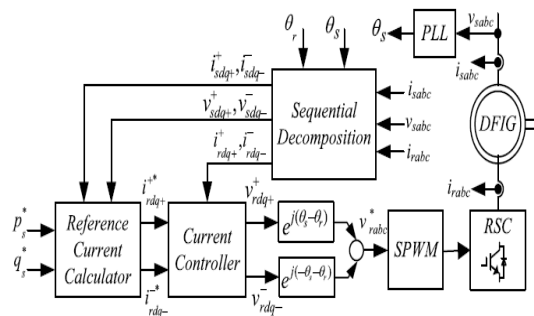 θ_r θ_s
θ_s PLL v_sabc
i_sabc
i⁺_sdq+, i⁻_sdq−
v⁺_sdq+, v⁻_sdq−
i⁺_rdq+, i⁻_rdq−
Sequential
Decomposition
i_sabc
v_sabc
i_rabc
DFIG
i_rabc
p*_s
q*_s
Reference
Current
Calculator
i⁺*_rdq+
i⁻*_rdq−
Current
Controller
v⁺_rdq+
v⁻_rdq−
e^j(θ_s−θ_r)
e^j(−θ_s−θ_r)
v*_rabc
SPWM
RSC